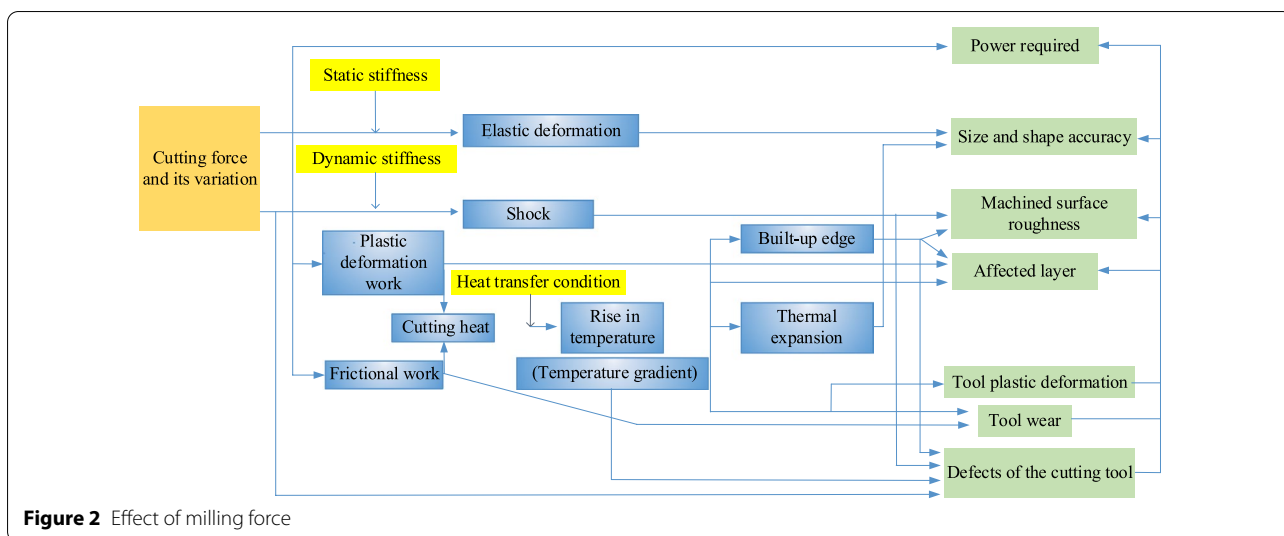 Power required
Static stiffness
Elastic deformation
Size and shape accuracy
Cutting force
and its variation
Dynamic stiffness
Shock
Machined surface
roughness
Built-up edge
Plastic
deformation
work
Affected layer
Heat transfer condition
Cutting heat
Rise in
temperature
Thermal
expansion
Frictional work
(Temperature gradient)
Tool plastic deformation
Tool wear
Defects of the cutting tool
Figure 2 Effect of milling force